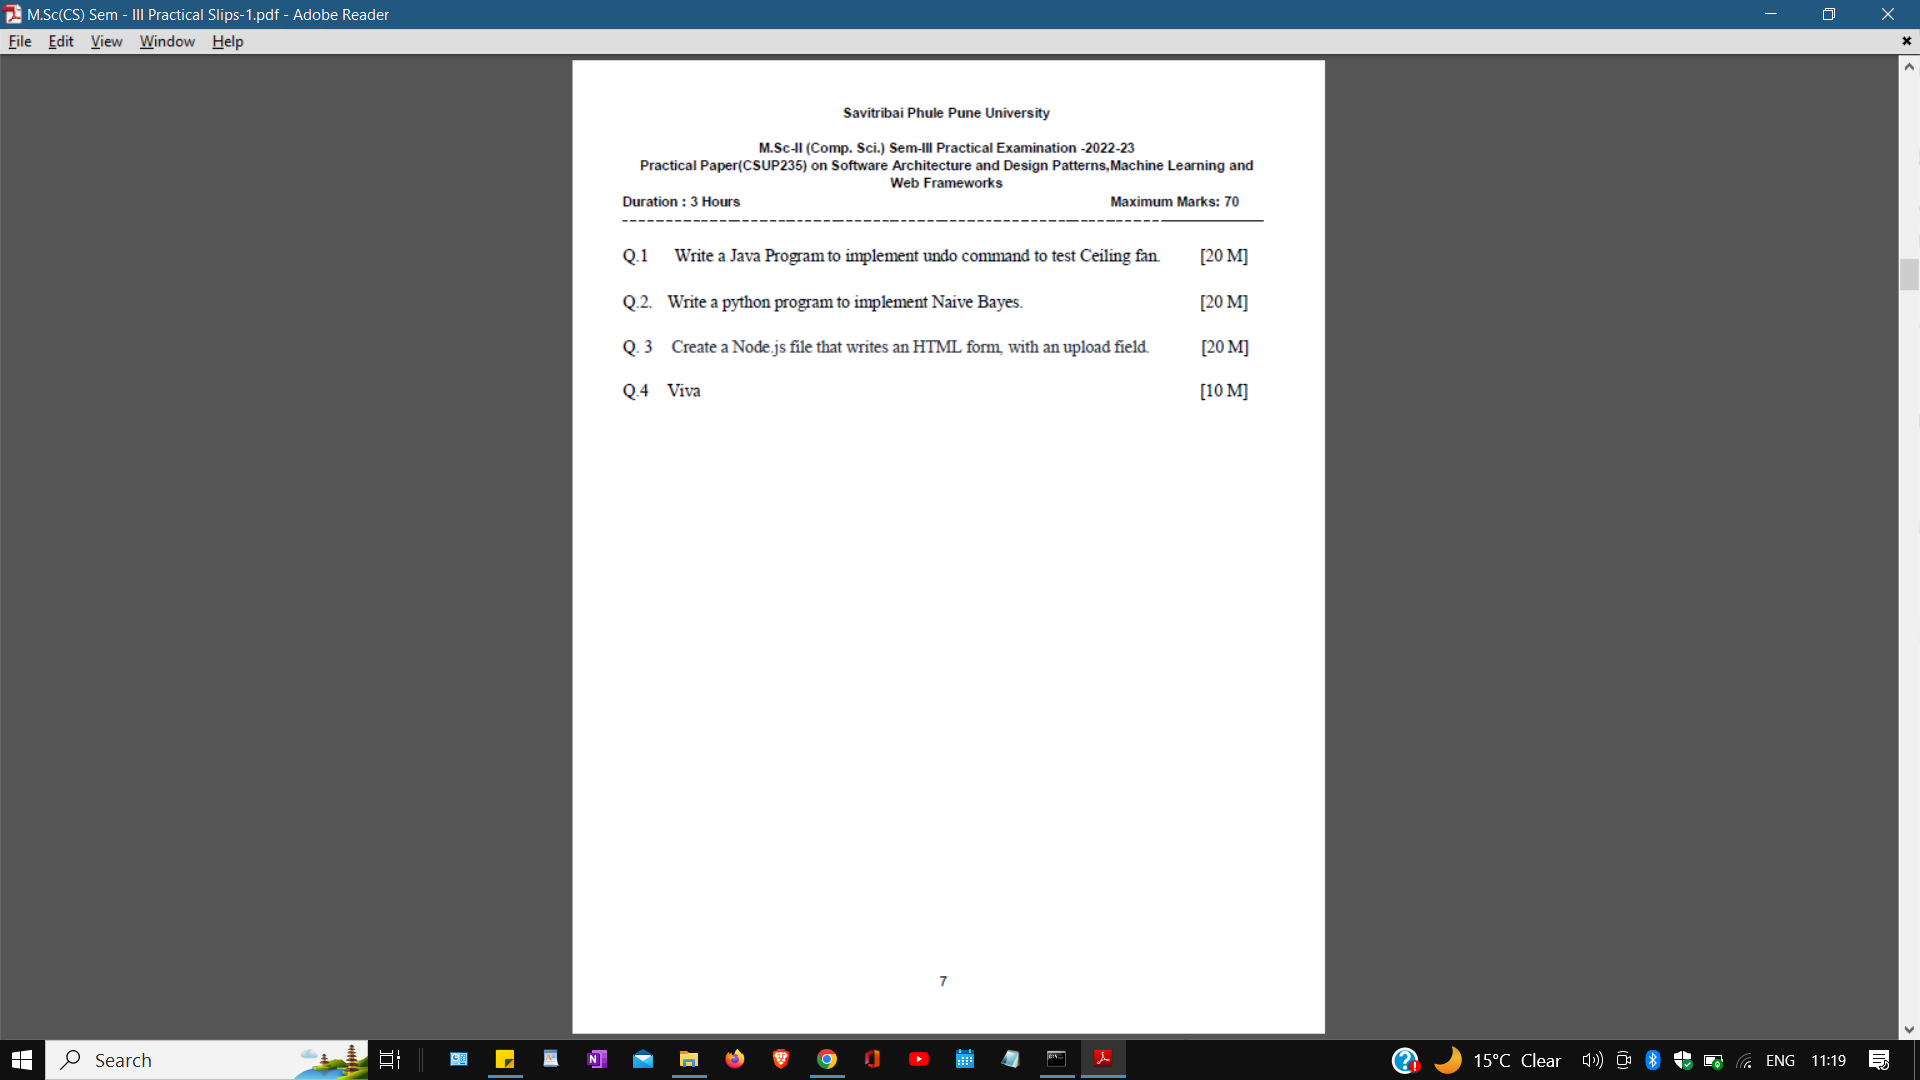 M.Sc(CS) Sem - III Practical Slips-1.pdf - Adobe Reader
File Edit View Window Help
Savitribai Phule Pune University
M.Sc-II (Comp. Sci.) Sem-III Practical Examination -2022-23
Practical Paper(CSUP235) on Software Architecture and Design Patterns,Machine Learning and
Web Frameworks
Duration : 3 Hours Maximum Marks: 70
Q.1 Write a Java Program to implement undo command to test Ceiling fan. [20 M]
Q.2. Write a python program to implement Naive Bayes. [20 M]
Q. 3 Create a Node.js file that writes an HTML form, with an upload field. [20 M]
Q.4 Viva [10 M]
7
Search 15°C Clear ENG 11:19